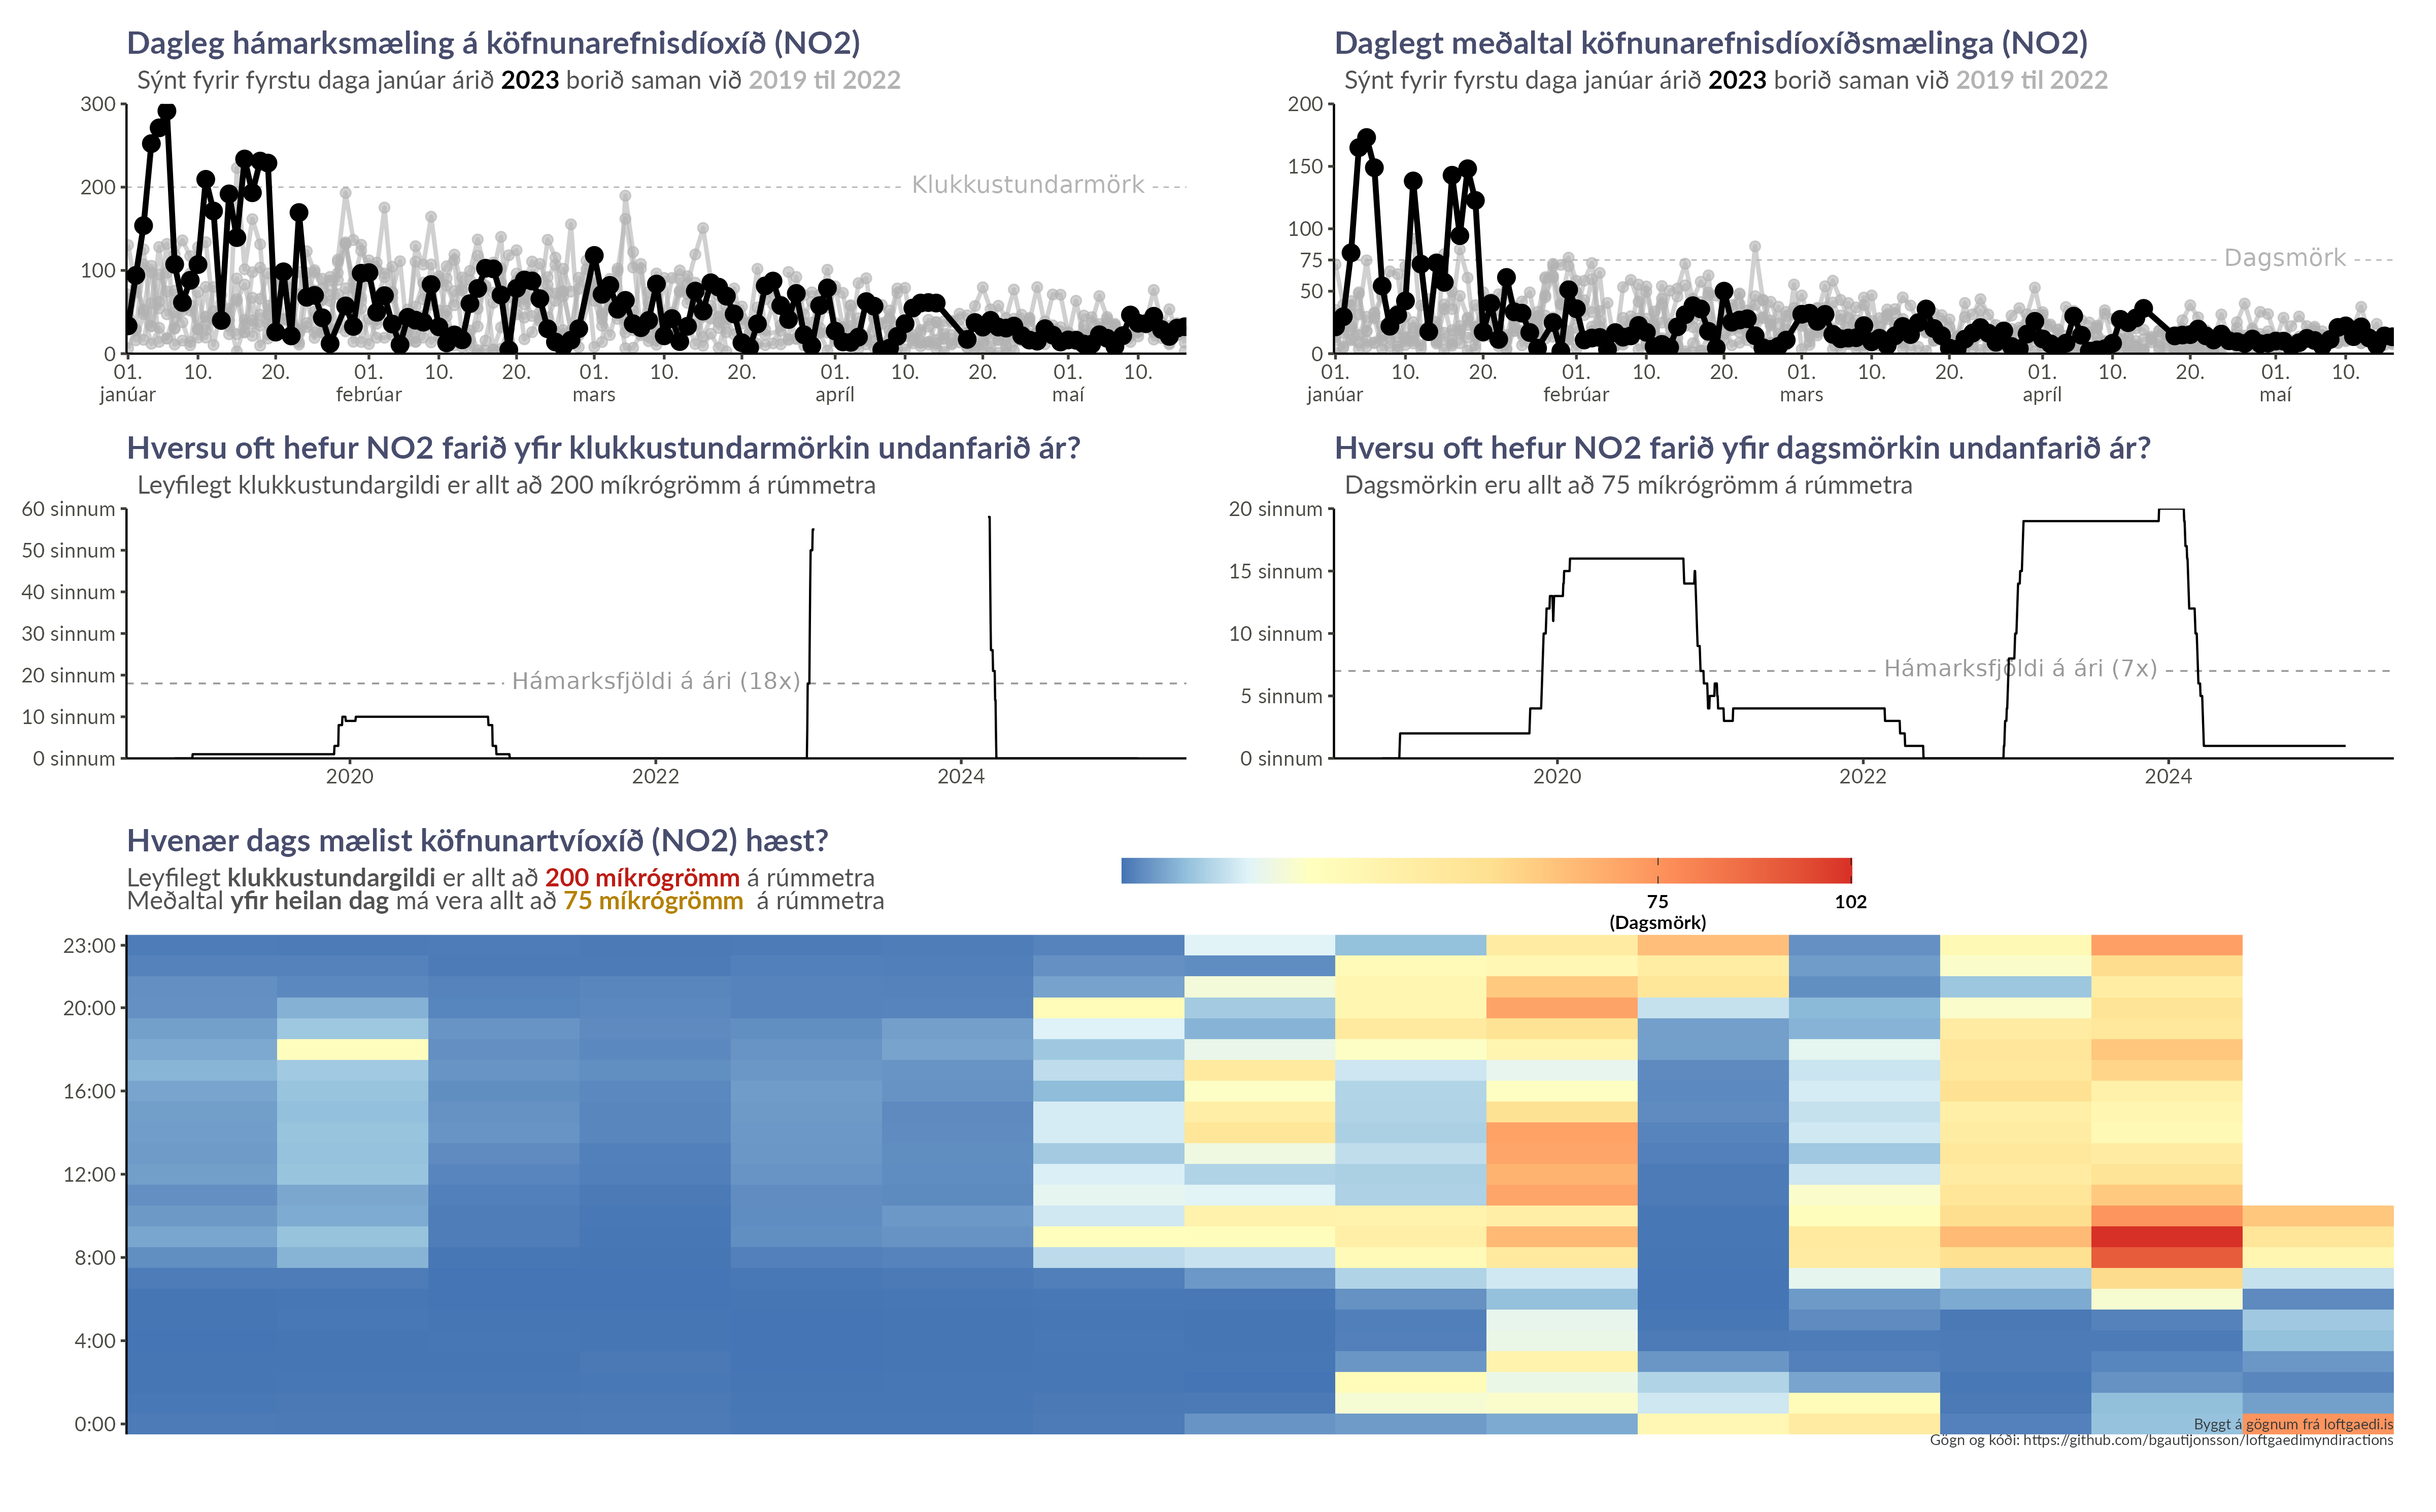 Dagleg hámarksmæling á köfnunarefnisdíoxíð (NO2)
Sýnt fyrir fyrstu daga janúar árið 2023 borið saman við 2019 til 2022
300
200
100
0
Klukkustundarmörk
01. 10. 20. 01. 10. 20. 01. 10. 20. 01. 10. 20. 01. 10.
janúar febrúar mars apríl maí
Daglegt meðaltal köfnunarefnisdíoxíðsmælinga (NO2)
Sýnt fyrir fyrstu daga janúar árið 2023 borið saman við 2019 til 2022
200
150
100
75
50
0
Dagsmörk
01. 10. 20. 01. 10. 20. 01. 10. 20. 01. 10. 20. 01. 10.
janúar febrúar mars apríl maí
Hversu oft hefur NO2 farið yfir klukkustundarmörkin undanfarið ár?
Leyfilegt klukkustundargildi er allt að 200 míkrógrömm á rúmmetra
60 sinnum
50 sinnum
40 sinnum
30 sinnum
20 sinnum
10 sinnum
0 sinnum
Hámarksfjöldi á ári (18x)
2020 2022 2024
Hversu oft hefur NO2 farið yfir dagsmörkin undanfarið ár?
Dagsmörkin eru allt að 75 míkrógrömm á rúmmetra
20 sinnum
15 sinnum
10 sinnum
5 sinnum
0 sinnum
Hámarksfjöldi á ári (7x)
2020 2022 2024
Hvenær dags mælist köfnunartvíoxíð (NO2) hæst?
Leyfilegt klukkustundargildi er allt að 200 míkrógrömm á rúmmetra
Meðaltal yfir heilan dag má vera allt að 75 míkrógrömm á rúmmetra
75 102
(Dagsmörk)
23:00
20:00
16:00
12:00
8:00
4:00
0:00
Byggt á gögnum frá loftgaedi.is
Gögn og kóði: https://github.com/bgautijonsson/loftgaedimyndiractions